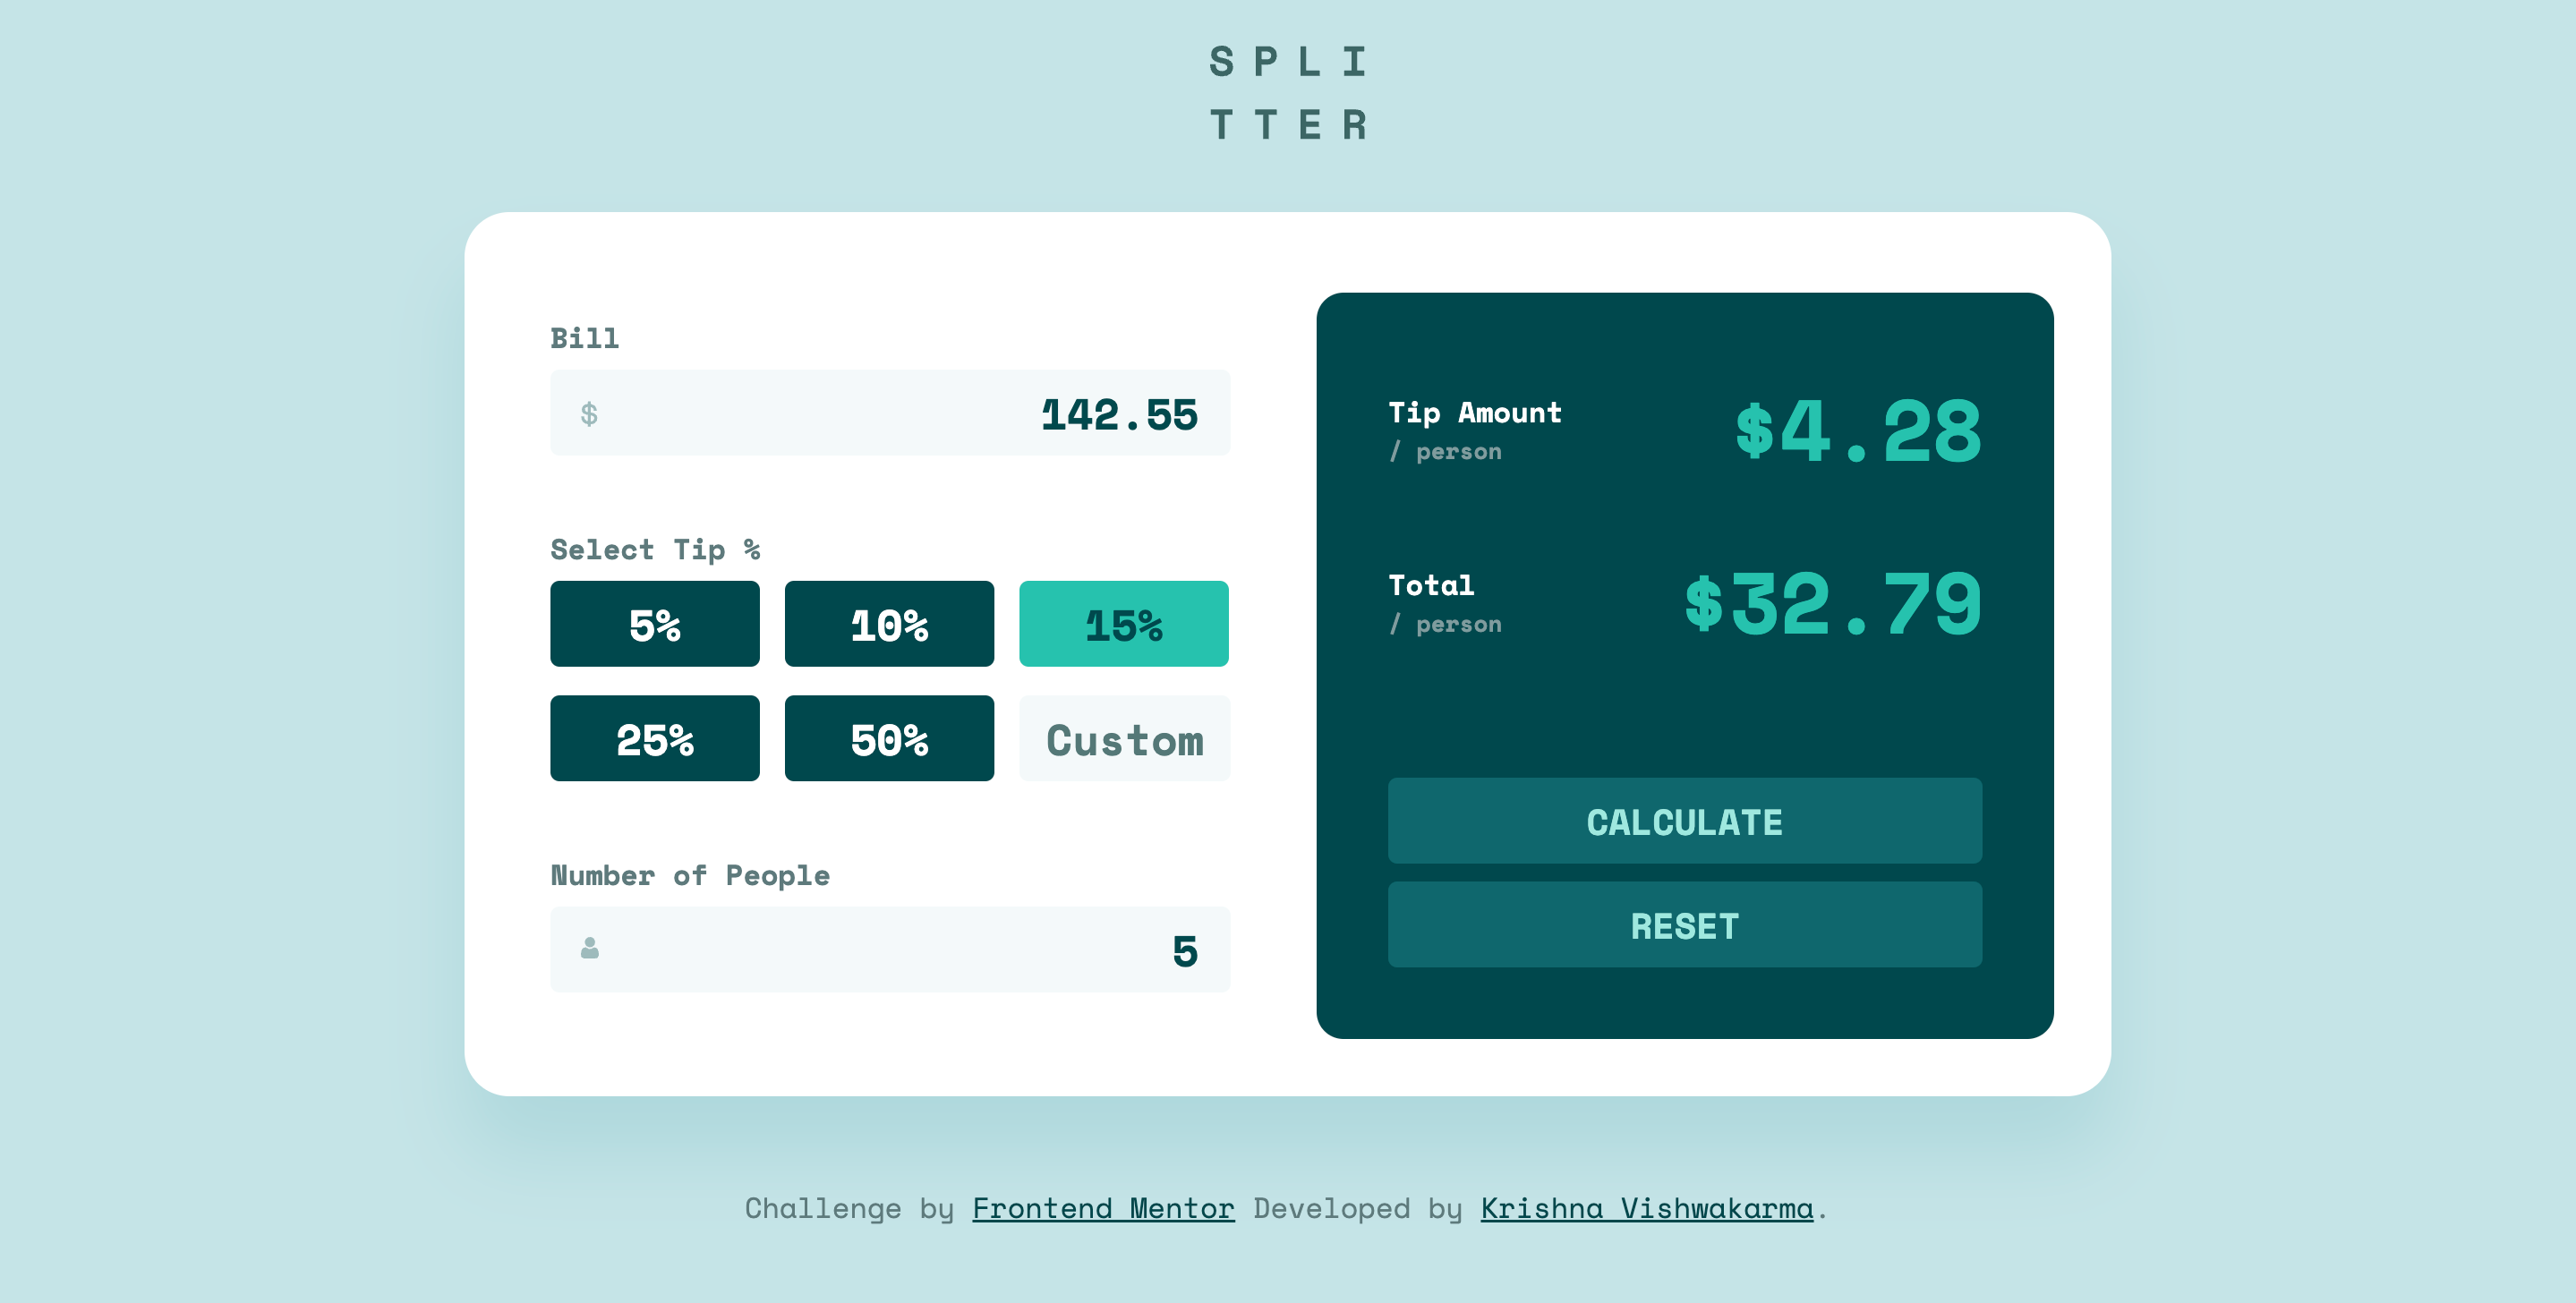 SPLI
TTER
Bill
$ 142.55
Select Tip %
5% 10% 15%
25% 50% Custom
Number of People
5
Tip Amount
/ person
$4.28
Total
/ person
$32.79
CALCULATE
RESET
Challenge by Frontend Mentor Developed by Krishna Vishwakarma.